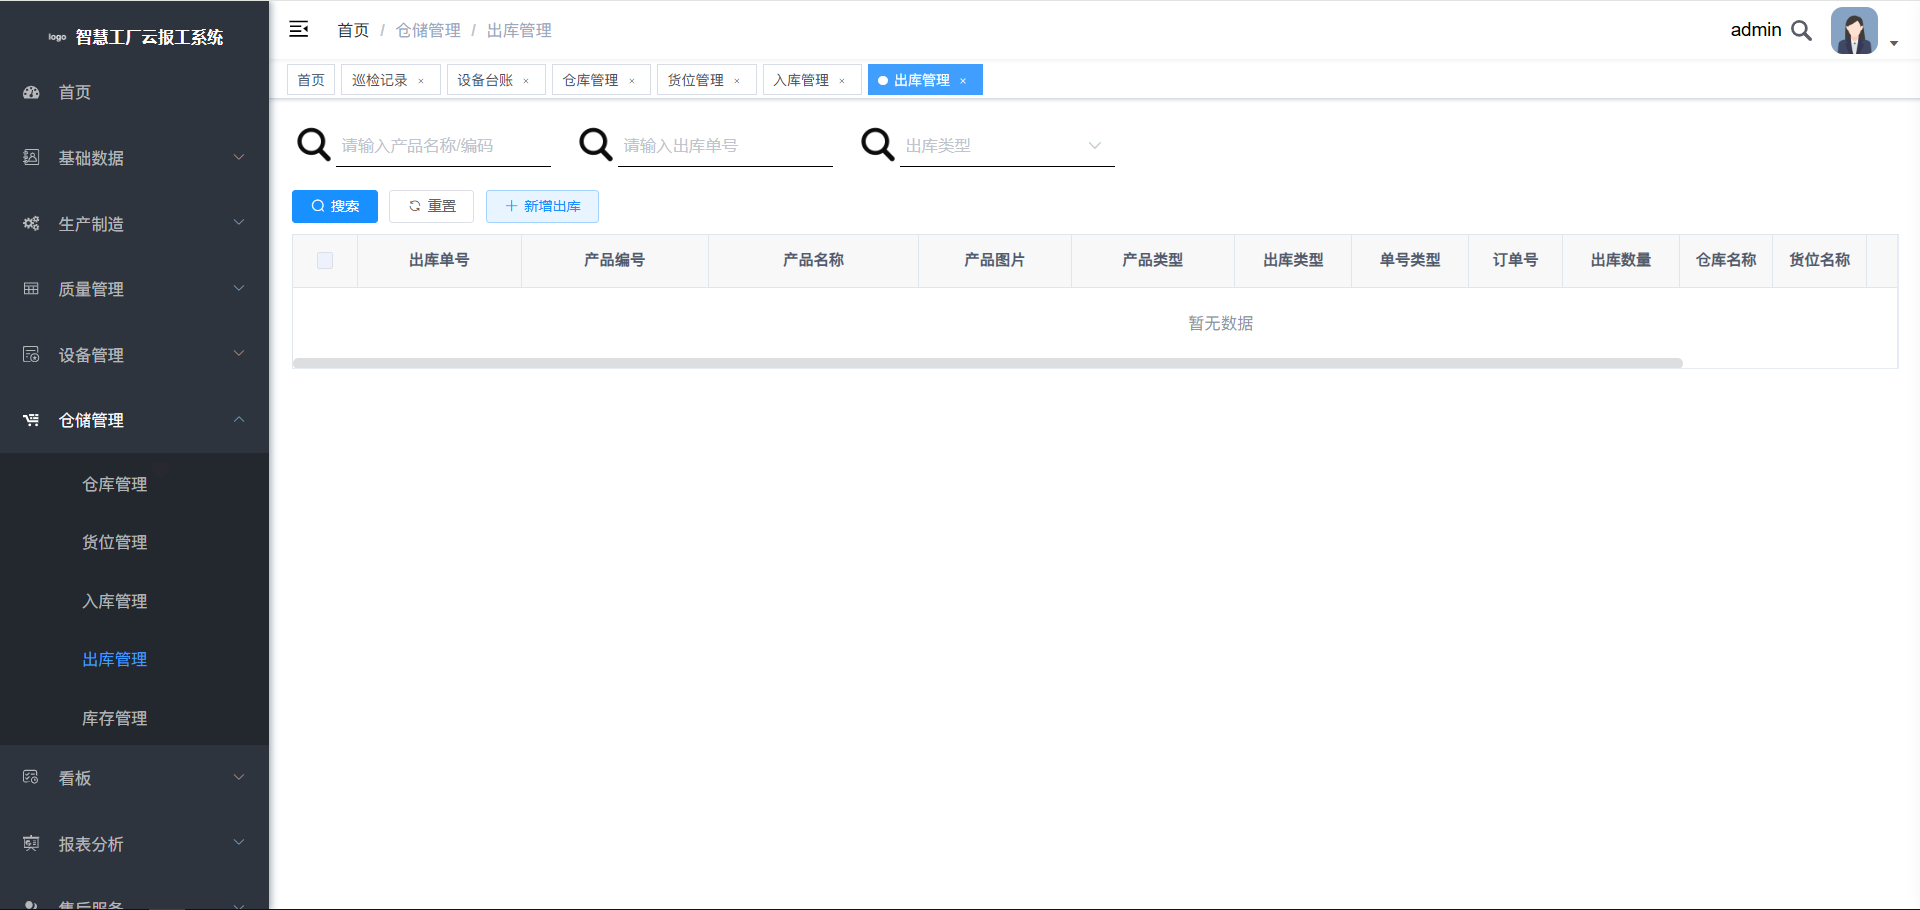 logo 智慧工厂云报工系统
首页
基础数据
生产制造
质量管理
设备管理
仓储管理
仓库管理
货位管理
入库管理
出库管理
库存管理
看板
报表分析
售后服务
首页 / 仓储管理 / 出库管理
admin
首页 巡检记录 × 设备台账 × 仓库管理 × 货位管理 × 入库管理 × 出库管理 ×
请输入产品名称/编码 请输入出库单号 出库类型
搜索 重置 新增出库
出库单号 产品编号 产品名称 产品图片 产品类型 出库类型 单号类型 订单号 出库数量 仓库名称 货位名称
暂无数据